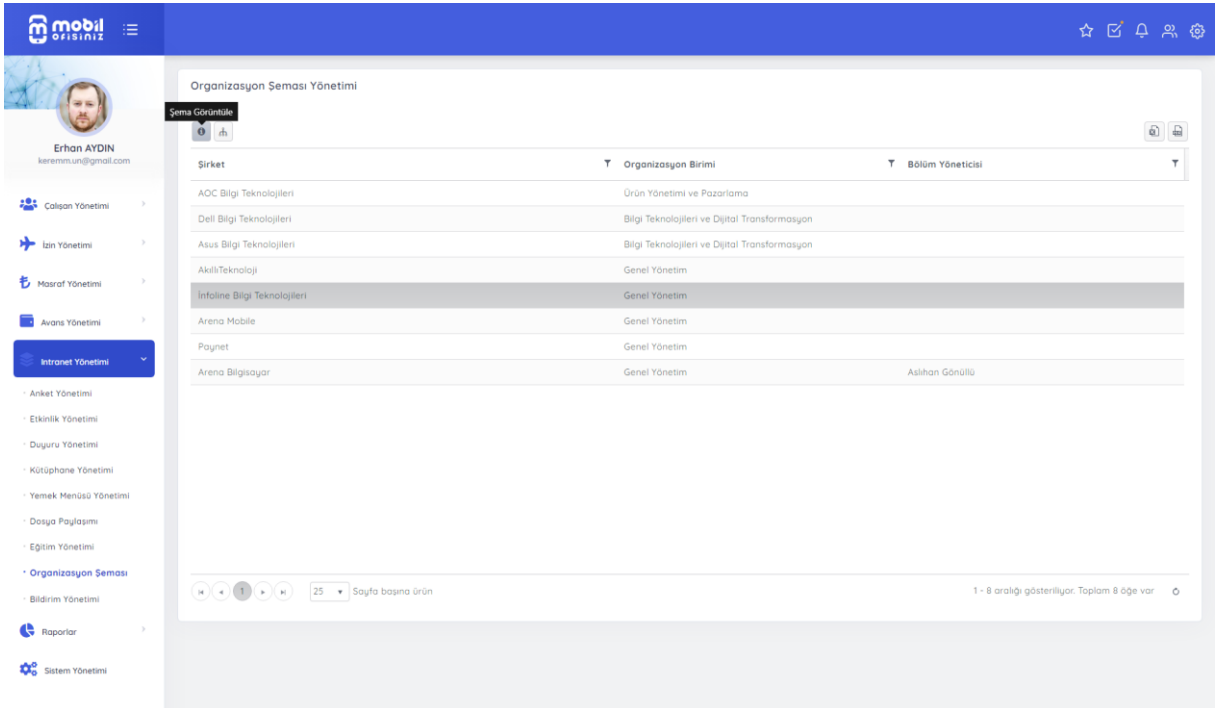 mobil
ofisiniz
Erhan AYDIN
keremm.un@gmail.com
Çalışan Yönetimi
İzin Yönetimi
Masraf Yönetimi
Avans Yönetimi
Intranet Yönetimi
Anket Yönetimi
Etkinlik Yönetimi
Duyuru Yönetimi
Kütüphane Yönetimi
Yemek Menüsü Yönetimi
Dosya Paylaşımı
Eğitim Yönetimi
Organizasyon Şeması
Bildirim Yönetimi
Raporlar
Sistem Yönetimi
Organizasyon Şeması Yönetimi
Şema Görüntüle
Şirket Organizasyon Birimi Bölüm Yöneticisi
AOC Bilgi Teknolojileri Ürün Yönetimi ve Pazarlama
Dell Bilgi Teknolojileri Bilgi Teknolojileri ve Dijital Transformasyon
Asus Bilgi Teknolojileri Bilgi Teknolojileri ve Dijital Transformasyon
AkıllıTeknoloji Genel Yönetim
İnfoline Bilgi Teknolojileri Genel Yönetim
Arena Mobile Genel Yönetim
Paynet Genel Yönetim
Arena Bilgisayar Genel Yönetim Aslıhan Gönüllü
1 25 Sayfa başına ürün 1 - 8 aralığı gösteriliyor. Toplam 8 öğe var